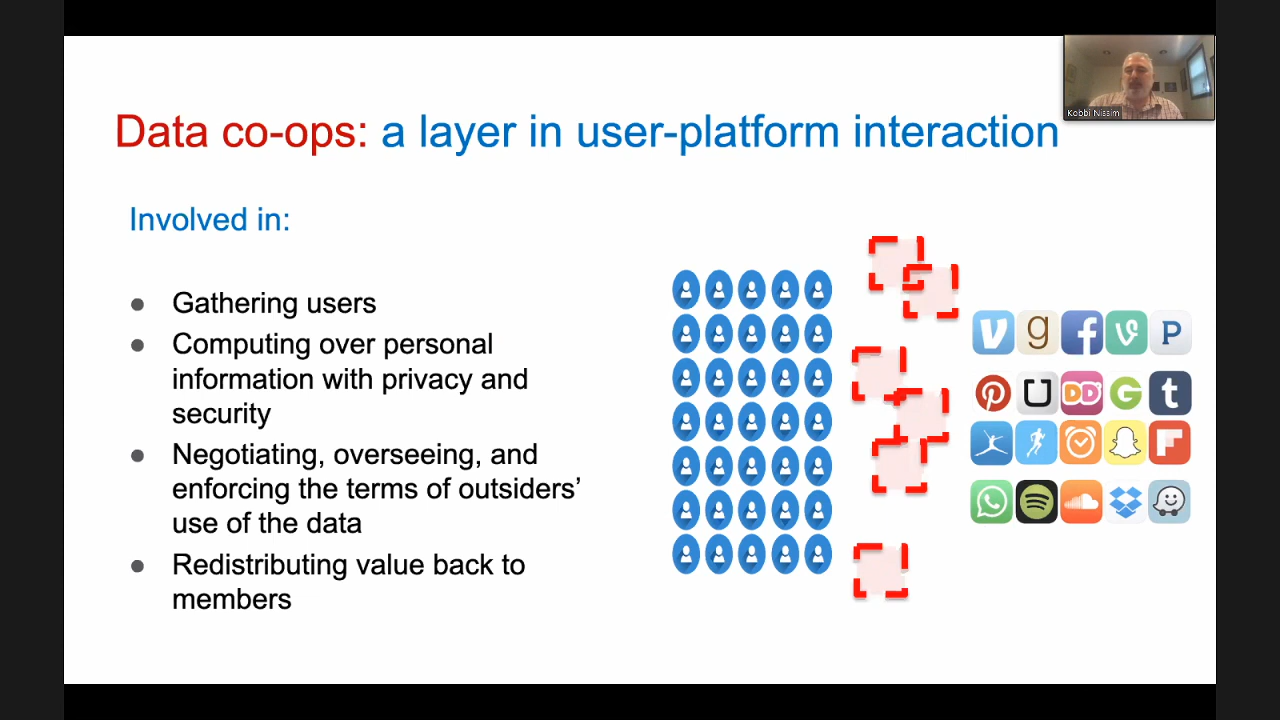 Data co-ops: a layer in user-platform interaction
Kobbi Nissim
Involved in:
● Gathering users
● Computing over personal
information with privacy and
security
● Negotiating, overseeing, and
enforcing the terms of outsiders’
use of the data
● Redistributing value back to
members
V g f V P
U DD G t